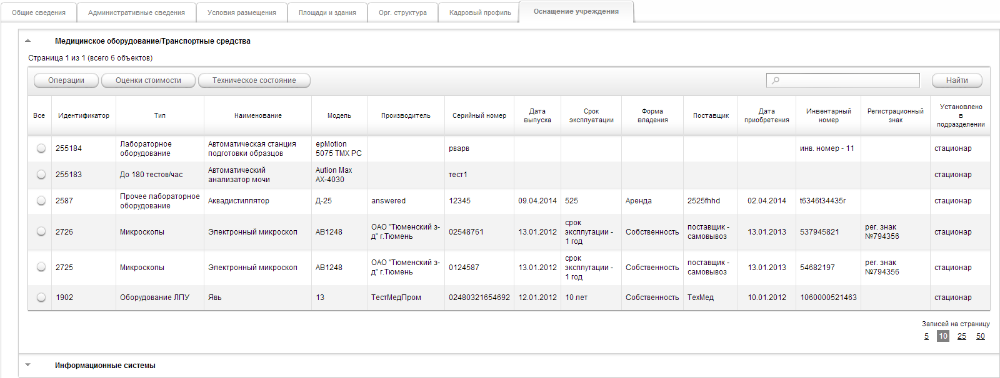 Общие сведения Административные сведения Условия размещения Площади и здания Орг. структура Кадровый профиль Оснащение учреждения
Медицинское оборудование/Транспортные средства
Страница 1 из 1 (всего 6 объектов)
Операции Оценки стоимости Техническое состояние Найти
Все Идентификатор Тип Наименование Модель Производитель Серийный номер Дата выпуска Срок эксплуатации Форма владения Поставщик Дата приобретения Инвентарный номер Регистрационный знак Установлено в подразделении
255184 Лабораторное оборудование Автоматическая станция подготовки образцов epMotion 5075 TMX PC рварв инв. номер - 11 стационар
255183 До 180 тестов/час Автоматический анализатор мочи Aution Max AX-4030 тест1 стационар
2587 Прочее лабораторное оборудование Аквадистиллятор Д-25 answered 12345 09.04.2014 525 Аренда 2525fhhd 02.04.2014 t6346t34435r стационар
2726 Микроскопы Электронный микроскоп АВ1248 ОАО "Тюменский з-д" г.Тюмень 02548761 13.01.2012 срок эксплутации - 1 год Собственность поставщик - самовывоз 13.01.2013 537945821 рег. знак №794356 стационар
2725 Микроскопы Электронный микроскоп АВ1248 ОАО "Тюменский з-д" г.Тюмень 0124587 13.01.2012 срок эксплутации - 1 год Собственность поставщик - самовывоз 13.01.2013 54682197 рег. знак №794356 стационар
1902 Оборудование ЛПУ Явь 13 ТестМедПром 02480321654692 12.01.2012 10 лет Собственность ТехМед 10.01.2012 1060000521463 стационар
Записей на страницу
5 10 25 50
Информационные системы